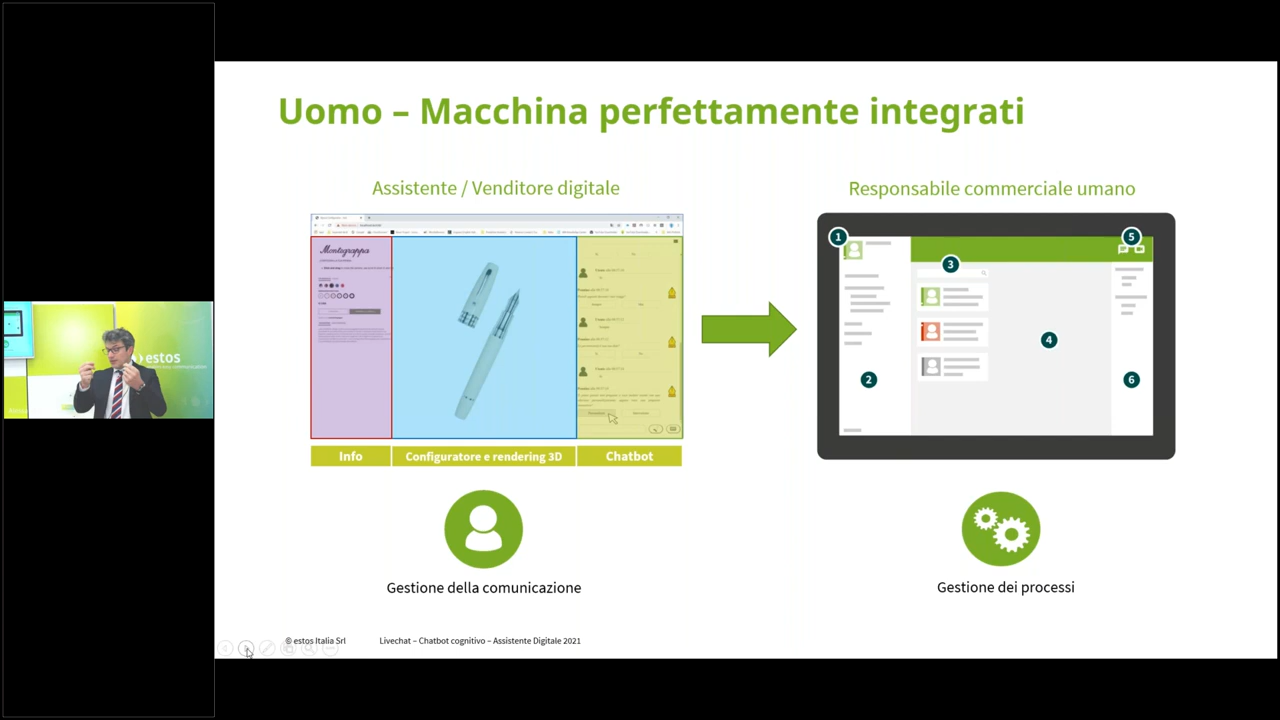 Uomo – Macchina perfettamente integrati
Assistente / Venditore digitale
Responsabile commerciale umano
Montegrappa
1
2
3
4
5
6
Info
Configuratore e rendering 3D
Chatbot
estos
Gestione della comunicazione
Gestione dei processi
© estos Italia Srl
Livechat – Chatbot cognitivo – Assistente Digitale 2021